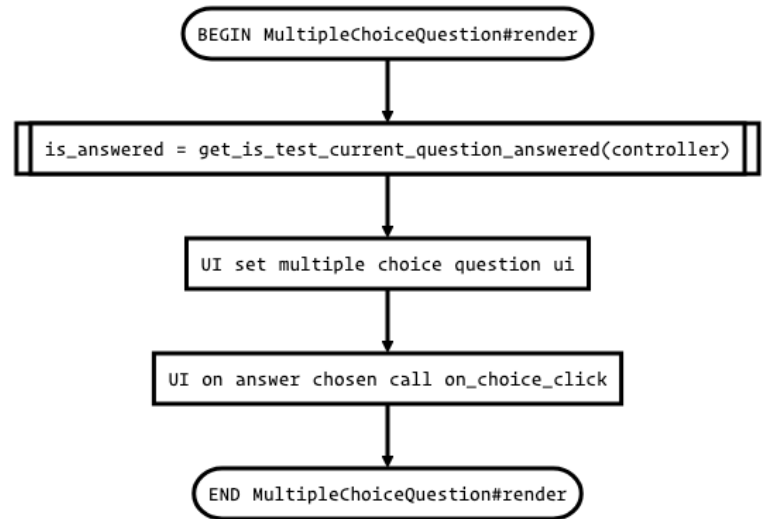 BEGIN MultipleChoiceQuestion#render
is_answered = get_is_test_current_question_answered(controller)
UI set multiple choice question ui
UI on answer chosen call on_choice_click
END MultipleChoiceQuestion#render